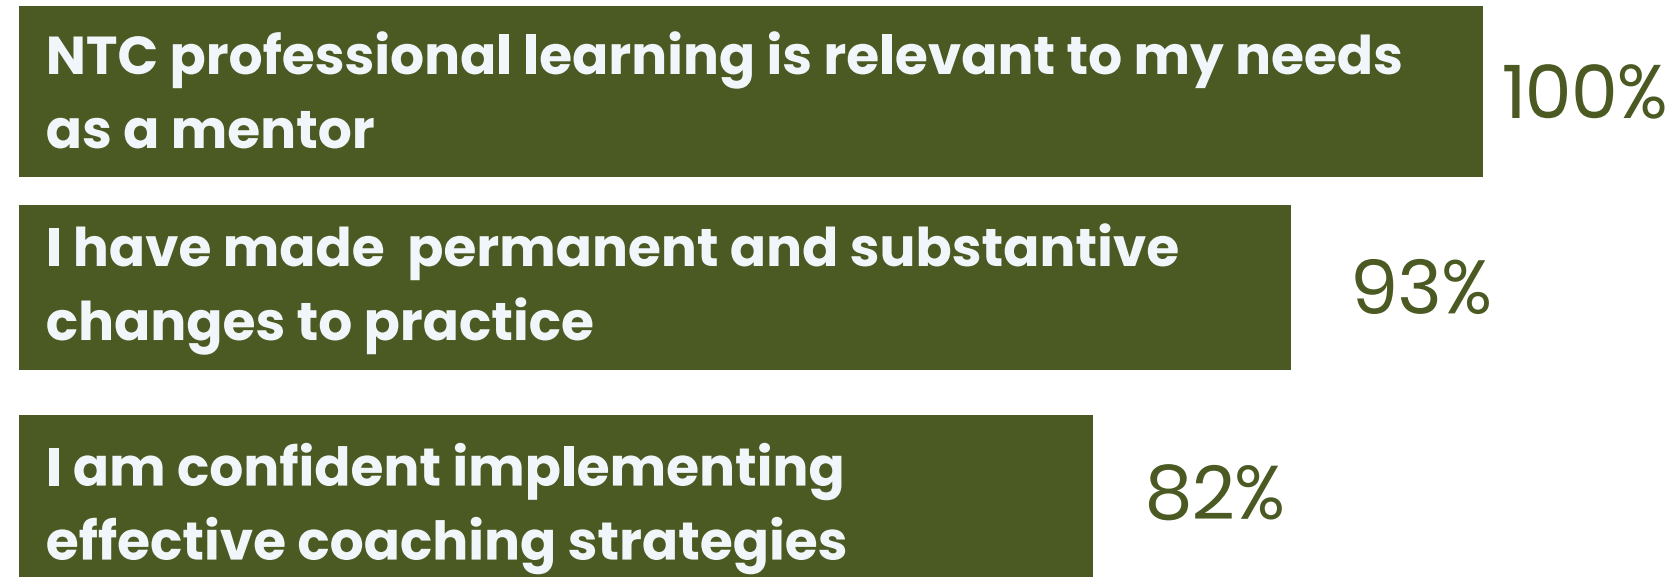 NTC professional learning is relevant to my needs
as a mentor
100%
I have made  permanent and substantive
changes to practice
93%
I am confident implementing
effective coaching strategies
82%